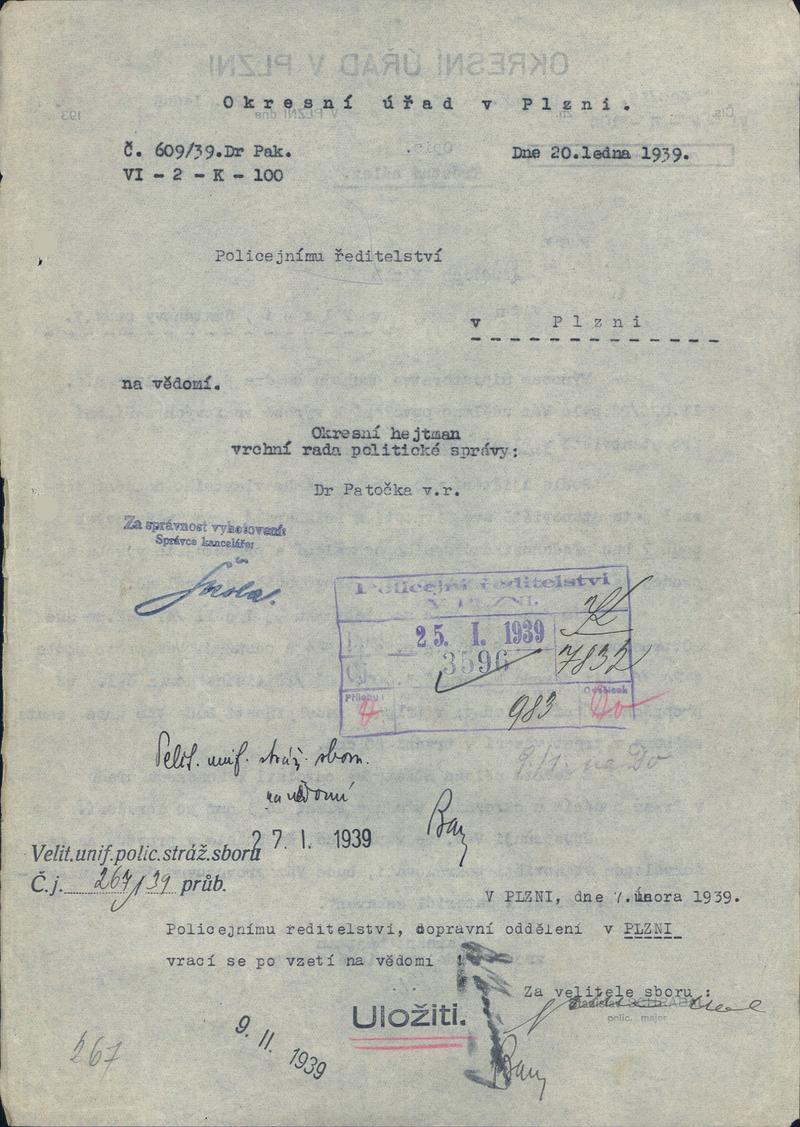 Okresní úřad v Plzni.
Č. 609/39.Dr Pak.
Dne 20.ledna 1939.
VI - 2 - K - 100
Policejnímu ředitelství
v Plzni
na vědomí.
Okresní hejtman
vrchní rada politické správy:
Dr Patočka v.r.
Za správnost vyhotovení:
Správce kanceláře:
Policejní ředitelství
V PLZNI.
25. I. 1939
3596
7832
Přílohy:
983
Velit. unif. stráž. sboru.
na vědomí
27. I. 1939
Velit.unif.polic.stráž.sboru
Č.j. 267/39 průb.
V PLZNI, dne 7.února 1939.
Policejnímu ředitelství, dopravní oddělení v PLZNI
vrací se po vzetí na vědomí
Za velitele sboru :
polic. major
Uložiti.
9. II. 1939
267